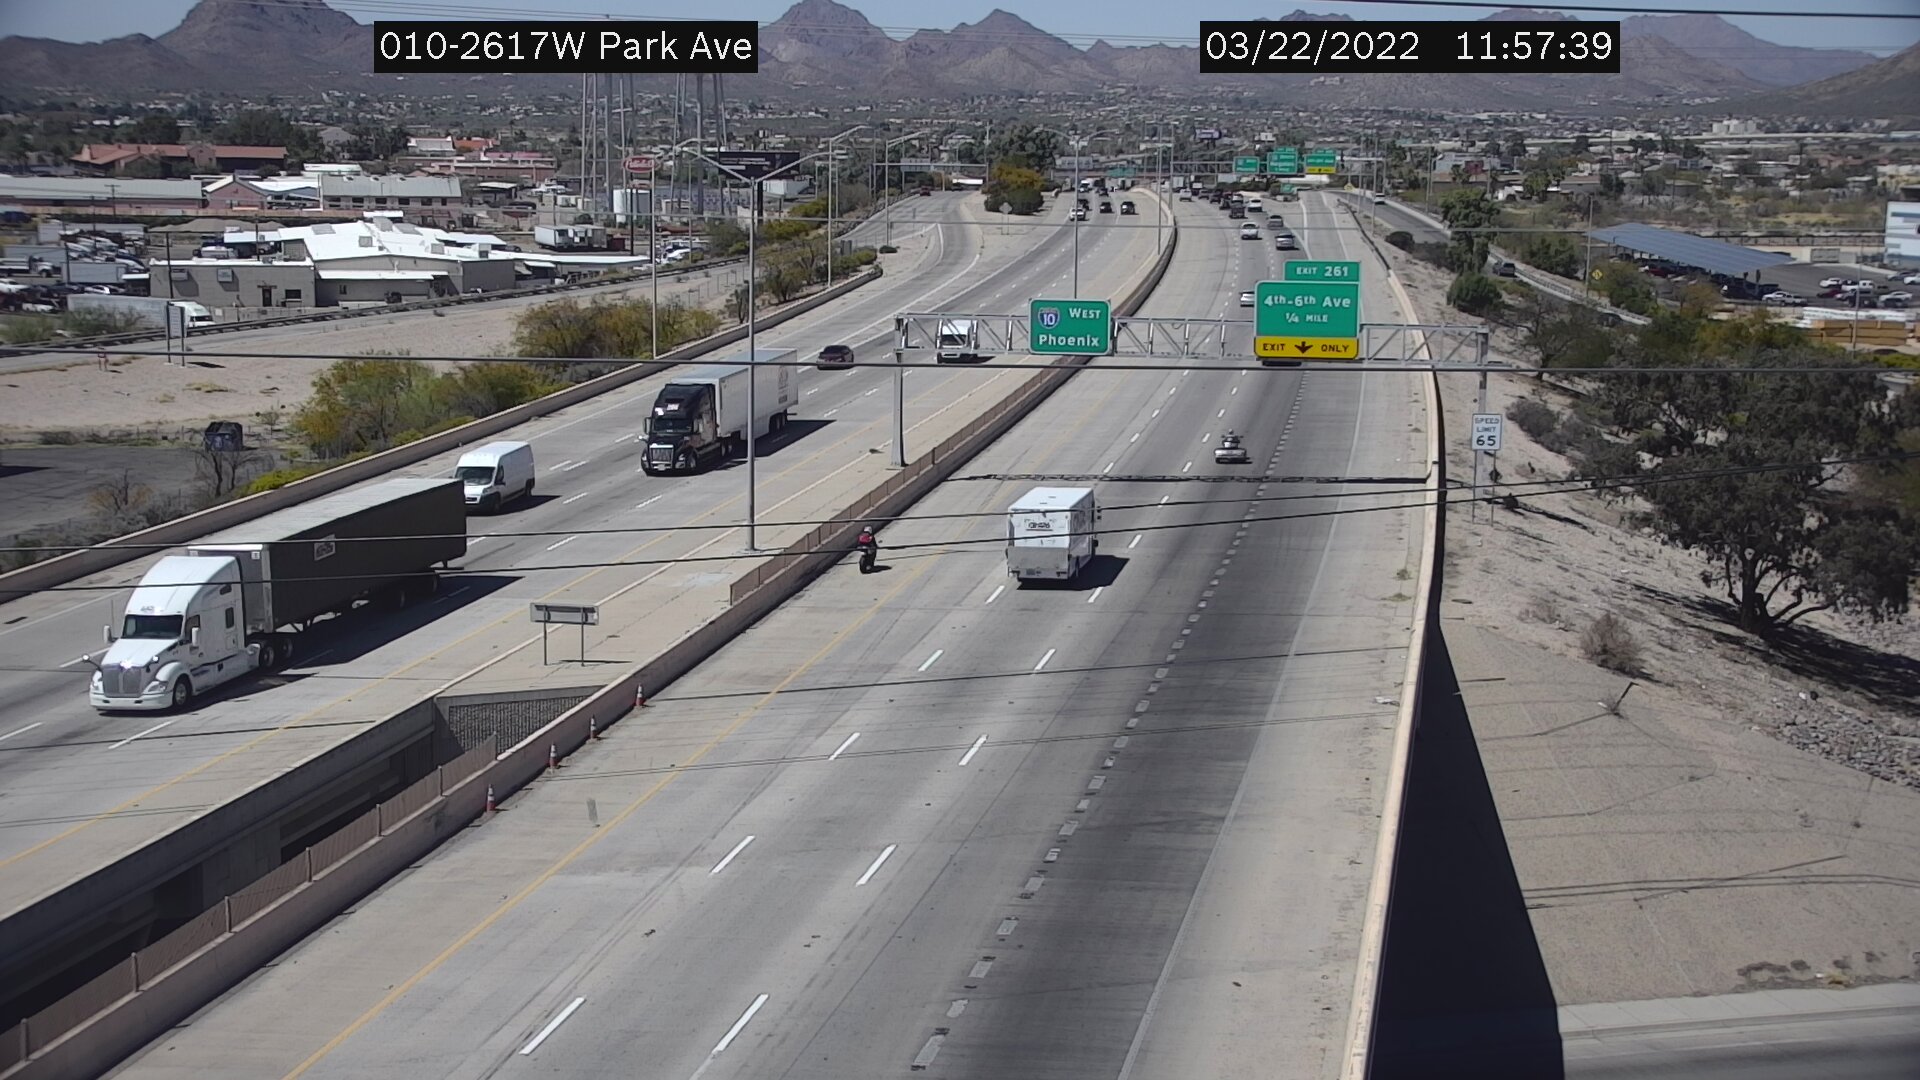 010-2617W Park Ave
03/22/2022 11:57:39
EXIT 261
10 WEST
Phoenix
4th-6th Ave
1/4 MILE
EXIT ONLY
SPEED
LIMIT
65